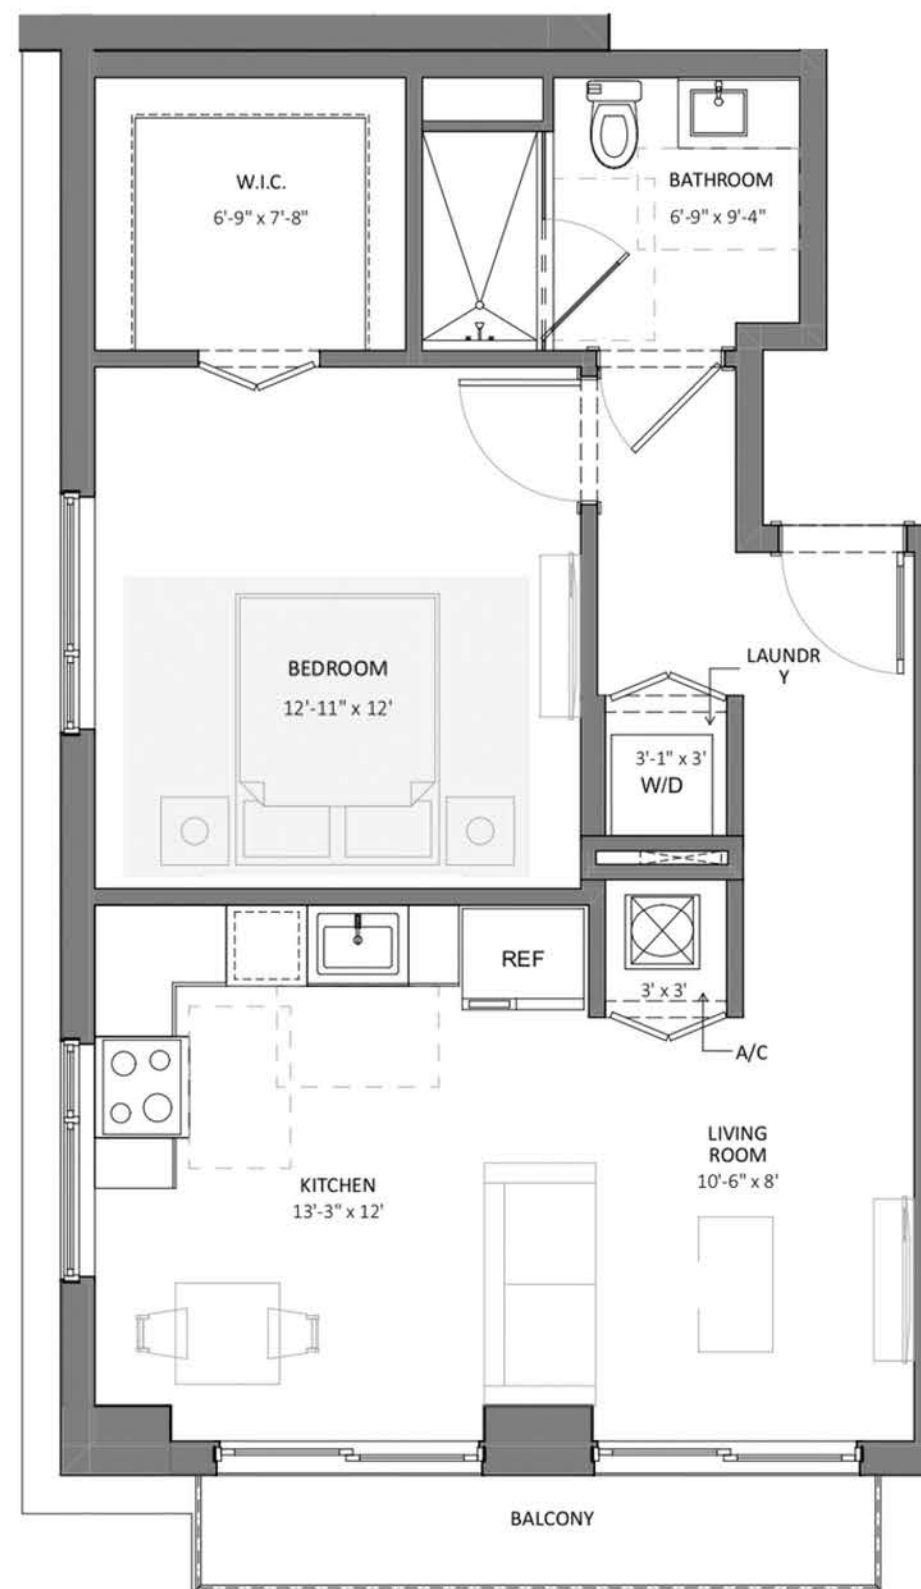 W.I.C.
6'-9" x 7'-8"
BATHROOM
6'-9" x 9'-4"
BEDROOM
12'-11" x 12'
LAUNDR
Y
3'-1" x 3'
W/D
REF
3' x 3'
A/C
LIVING
ROOM
10'-6" x 8'
KITCHEN
13'-3" x 12'
BALCONY